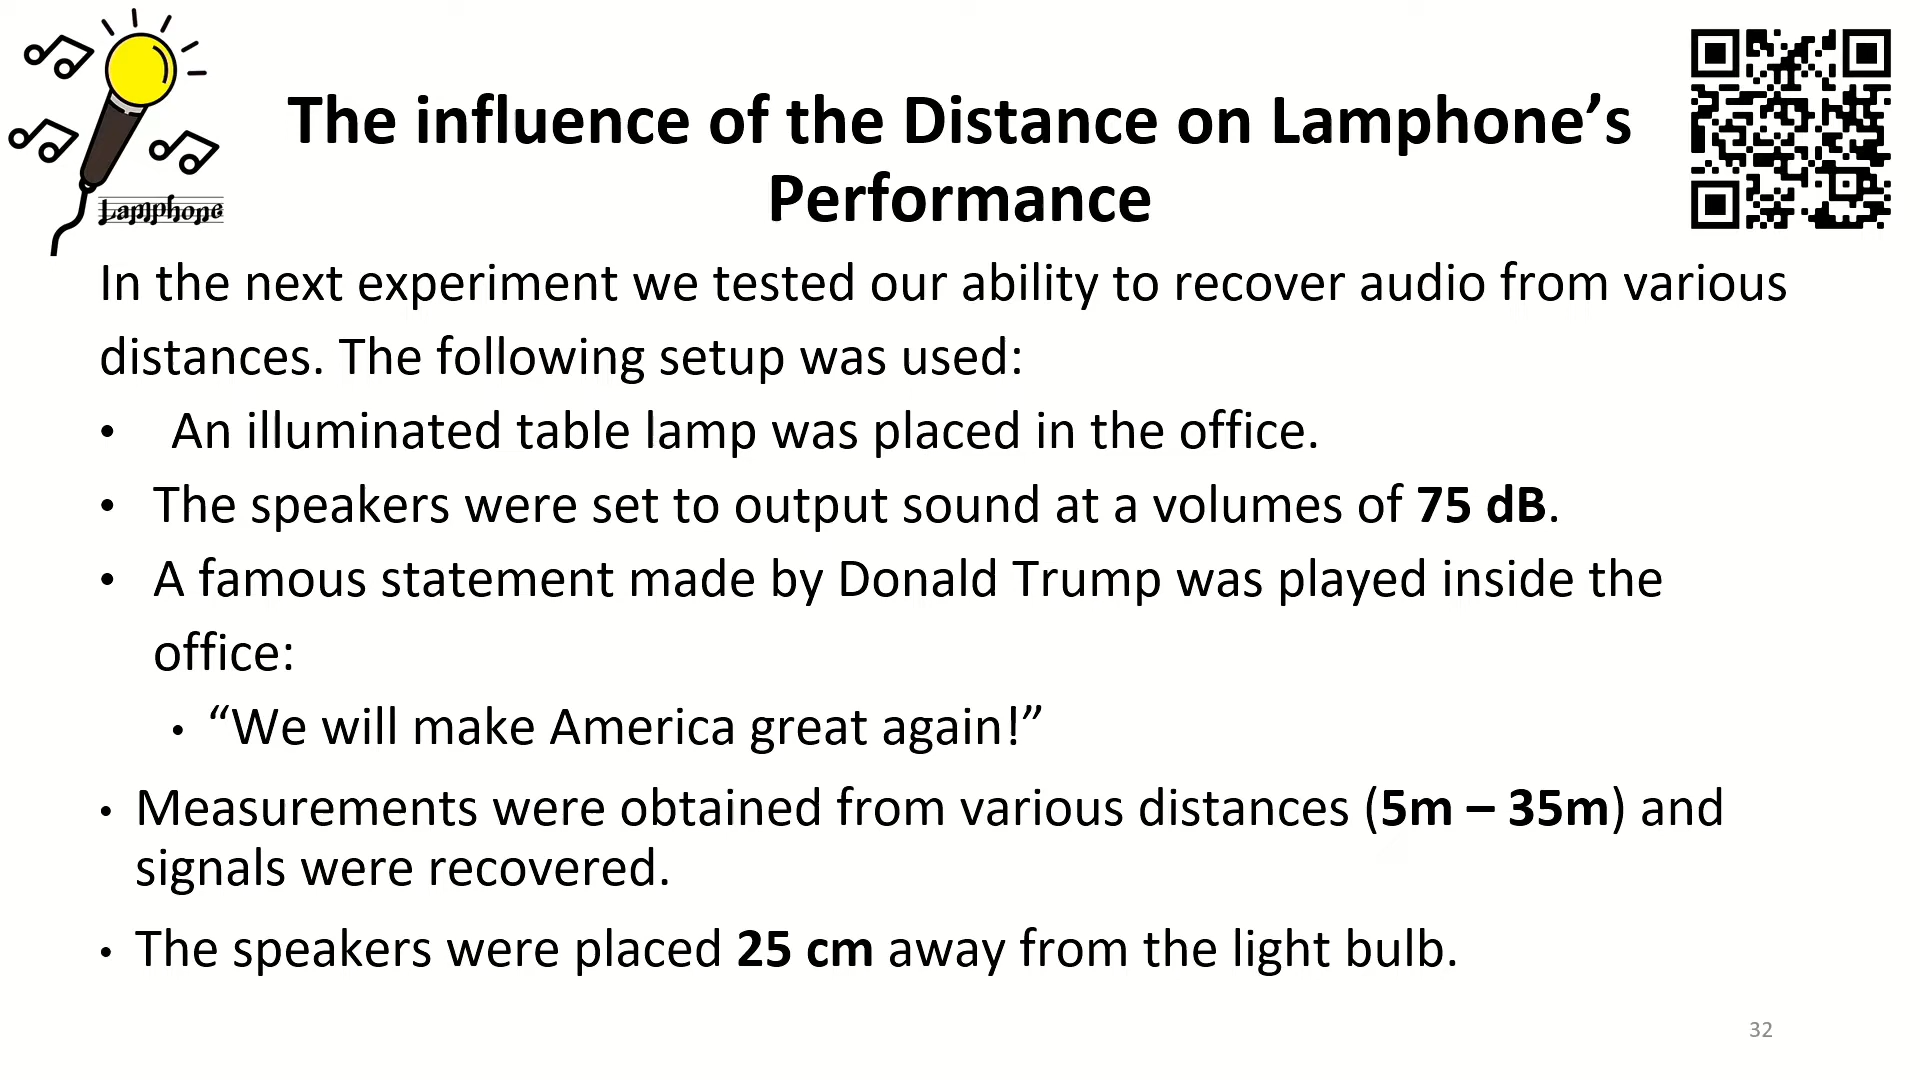 The influence of the Distance on Lamphone’s
Performance
Lamphone
In the next experiment we tested our ability to recover audio from various
distances. The following setup was used:
• An illuminated table lamp was placed in the office.
• The speakers were set to output sound at a volumes of 75 dB.
• A famous statement made by Donald Trump was played inside the
office:
• “We will make America great again!”
• Measurements were obtained from various distances (5m – 35m) and
signals were recovered.
• The speakers were placed 25 cm away from the light bulb.
32